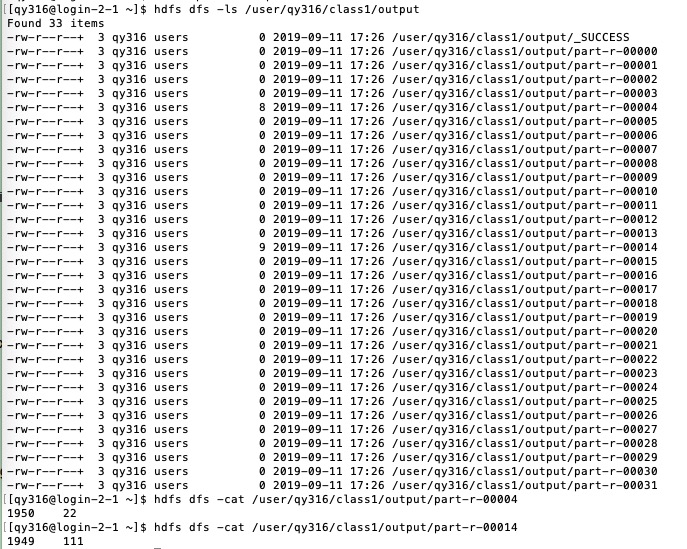 [[qy316@login-2-1 ~]$ hdfs dfs -ls /user/qy316/class1/output
Found 33 items
-rw-r--r--+  3 qy316 users          0 2019-09-11 17:26 /user/qy316/class1/output/_SUCCESS
-rw-r--r--+  3 qy316 users          0 2019-09-11 17:26 /user/qy316/class1/output/part-r-00000
-rw-r--r--+  3 qy316 users          0 2019-09-11 17:26 /user/qy316/class1/output/part-r-00001
-rw-r--r--+  3 qy316 users          0 2019-09-11 17:26 /user/qy316/class1/output/part-r-00002
-rw-r--r--+  3 qy316 users          0 2019-09-11 17:26 /user/qy316/class1/output/part-r-00003
-rw-r--r--+  3 qy316 users          8 2019-09-11 17:26 /user/qy316/class1/output/part-r-00004
-rw-r--r--+  3 qy316 users          0 2019-09-11 17:26 /user/qy316/class1/output/part-r-00005
-rw-r--r--+  3 qy316 users          0 2019-09-11 17:26 /user/qy316/class1/output/part-r-00006
-rw-r--r--+  3 qy316 users          0 2019-09-11 17:26 /user/qy316/class1/output/part-r-00007
-rw-r--r--+  3 qy316 users          0 2019-09-11 17:26 /user/qy316/class1/output/part-r-00008
-rw-r--r--+  3 qy316 users          0 2019-09-11 17:26 /user/qy316/class1/output/part-r-00009
-rw-r--r--+  3 qy316 users          0 2019-09-11 17:26 /user/qy316/class1/output/part-r-00010
-rw-r--r--+  3 qy316 users          0 2019-09-11 17:26 /user/qy316/class1/output/part-r-00011
-rw-r--r--+  3 qy316 users          0 2019-09-11 17:26 /user/qy316/class1/output/part-r-00012
-rw-r--r--+  3 qy316 users          0 2019-09-11 17:26 /user/qy316/class1/output/part-r-00013
-rw-r--r--+  3 qy316 users          9 2019-09-11 17:26 /user/qy316/class1/output/part-r-00014
-rw-r--r--+  3 qy316 users          0 2019-09-11 17:26 /user/qy316/class1/output/part-r-00015
-rw-r--r--+  3 qy316 users          0 2019-09-11 17:26 /user/qy316/class1/output/part-r-00016
-rw-r--r--+  3 qy316 users          0 2019-09-11 17:26 /user/qy316/class1/output/part-r-00017
-rw-r--r--+  3 qy316 users          0 2019-09-11 17:26 /user/qy316/class1/output/part-r-00018
-rw-r--r--+  3 qy316 users          0 2019-09-11 17:26 /user/qy316/class1/output/part-r-00019
-rw-r--r--+  3 qy316 users          0 2019-09-11 17:26 /user/qy316/class1/output/part-r-00020
-rw-r--r--+  3 qy316 users          0 2019-09-11 17:26 /user/qy316/class1/output/part-r-00021
-rw-r--r--+  3 qy316 users          0 2019-09-11 17:26 /user/qy316/class1/output/part-r-00022
-rw-r--r--+  3 qy316 users          0 2019-09-11 17:26 /user/qy316/class1/output/part-r-00023
-rw-r--r--+  3 qy316 users          0 2019-09-11 17:26 /user/qy316/class1/output/part-r-00024
-rw-r--r--+  3 qy316 users          0 2019-09-11 17:26 /user/qy316/class1/output/part-r-00025
-rw-r--r--+  3 qy316 users          0 2019-09-11 17:26 /user/qy316/class1/output/part-r-00026
-rw-r--r--+  3 qy316 users          0 2019-09-11 17:26 /user/qy316/class1/output/part-r-00027
-rw-r--r--+  3 qy316 users          0 2019-09-11 17:26 /user/qy316/class1/output/part-r-00028
-rw-r--r--+  3 qy316 users          0 2019-09-11 17:26 /user/qy316/class1/output/part-r-00029
-rw-r--r--+  3 qy316 users          0 2019-09-11 17:26 /user/qy316/class1/output/part-r-00030
-rw-r--r--+  3 qy316 users          0 2019-09-11 17:26 /user/qy316/class1/output/part-r-00031
[[qy316@login-2-1 ~]$ hdfs dfs -cat /user/qy316/class1/output/part-r-00004
1950    22
[[qy316@login-2-1 ~]$ hdfs dfs -cat /user/qy316/class1/output/part-r-00014
1949    111